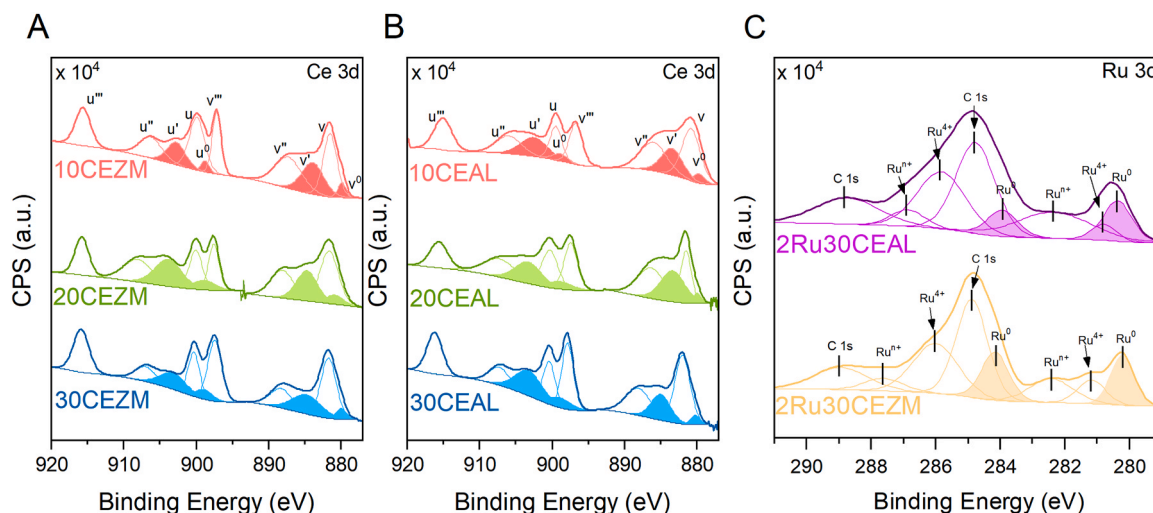 A
x 10⁴
Ce 3d
u'''
u''
u'
u
u⁰
v'''
v''
v'
v
v⁰
10CEZM
20CEZM
30CEZM
CPS (a.u.)
920 910 900 890 880
Binding Energy (eV)
B
x 10⁴
Ce 3d
u'''
u''
u'
u
u⁰
v'''
v''
v'
v
v⁰
10CEAL
20CEAL
30CEAL
CPS (a.u.)
920 910 900 890 880
Binding Energy (eV)
C
x 10⁴
Ru 3d
C 1s
Ruⁿ⁺
Ru⁴⁺
C 1s
Ru⁰
Ruⁿ⁺
Ru⁴⁺
Ru⁰
2Ru30CEAL
C 1s
Ruⁿ⁺
Ru⁴⁺
C 1s
Ru⁰
Ruⁿ⁺
Ru⁴⁺
Ru⁰
2Ru30CEZM
CPS (a.u.)
290 288 286 284 282 280
Binding Energy (eV)